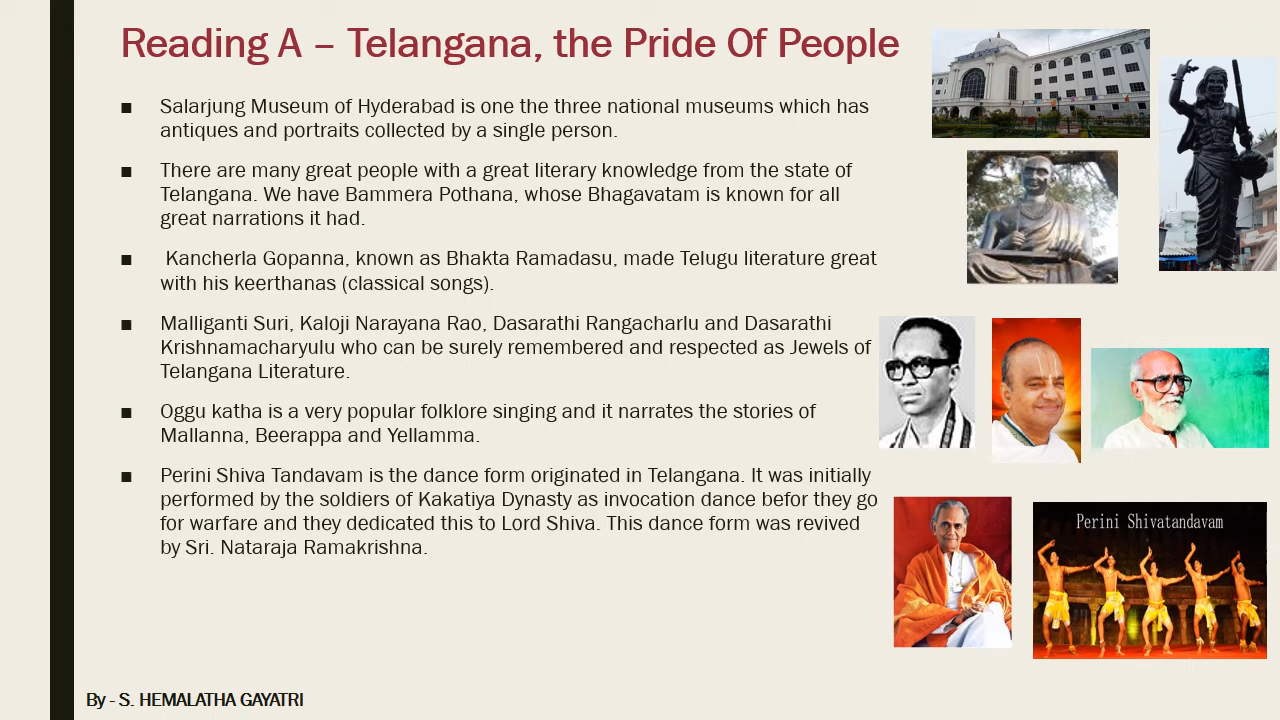 Reading A – Telangana, the Pride Of People
■ Salarjung Museum of Hyderabad is one the three national museums which has
antiques and portraits collected by a single person.
■ There are many great people with a great literary knowledge from the state of
Telangana. We have Bammera Pothana, whose Bhagavatam is known for all
great narrations it had.
■ Kancherla Gopanna, known as Bhakta Ramadasu, made Telugu literature great
with his keerthanas (classical songs).
■ Malliganti Suri, Kaloji Narayana Rao, Dasarathi Rangacharlu and Dasarathi
Krishnamacharyulu who can be surely remembered and respected as Jewels of
Telangana Literature.
■ Oggu katha is a very popular folklore singing and it narrates the stories of
Mallanna, Beerappa and Yellamma.
■ Perini Shiva Tandavam is the dance form originated in Telangana. It was initially
performed by the soldiers of Kakatiya Dynasty as invocation dance befor they go
for warfare and they dedicated this to Lord Shiva. This dance form was revived
by Sri. Nataraja Ramakrishna.
Perini Shivatandavam
By - S. HEMALATHA GAYATRI